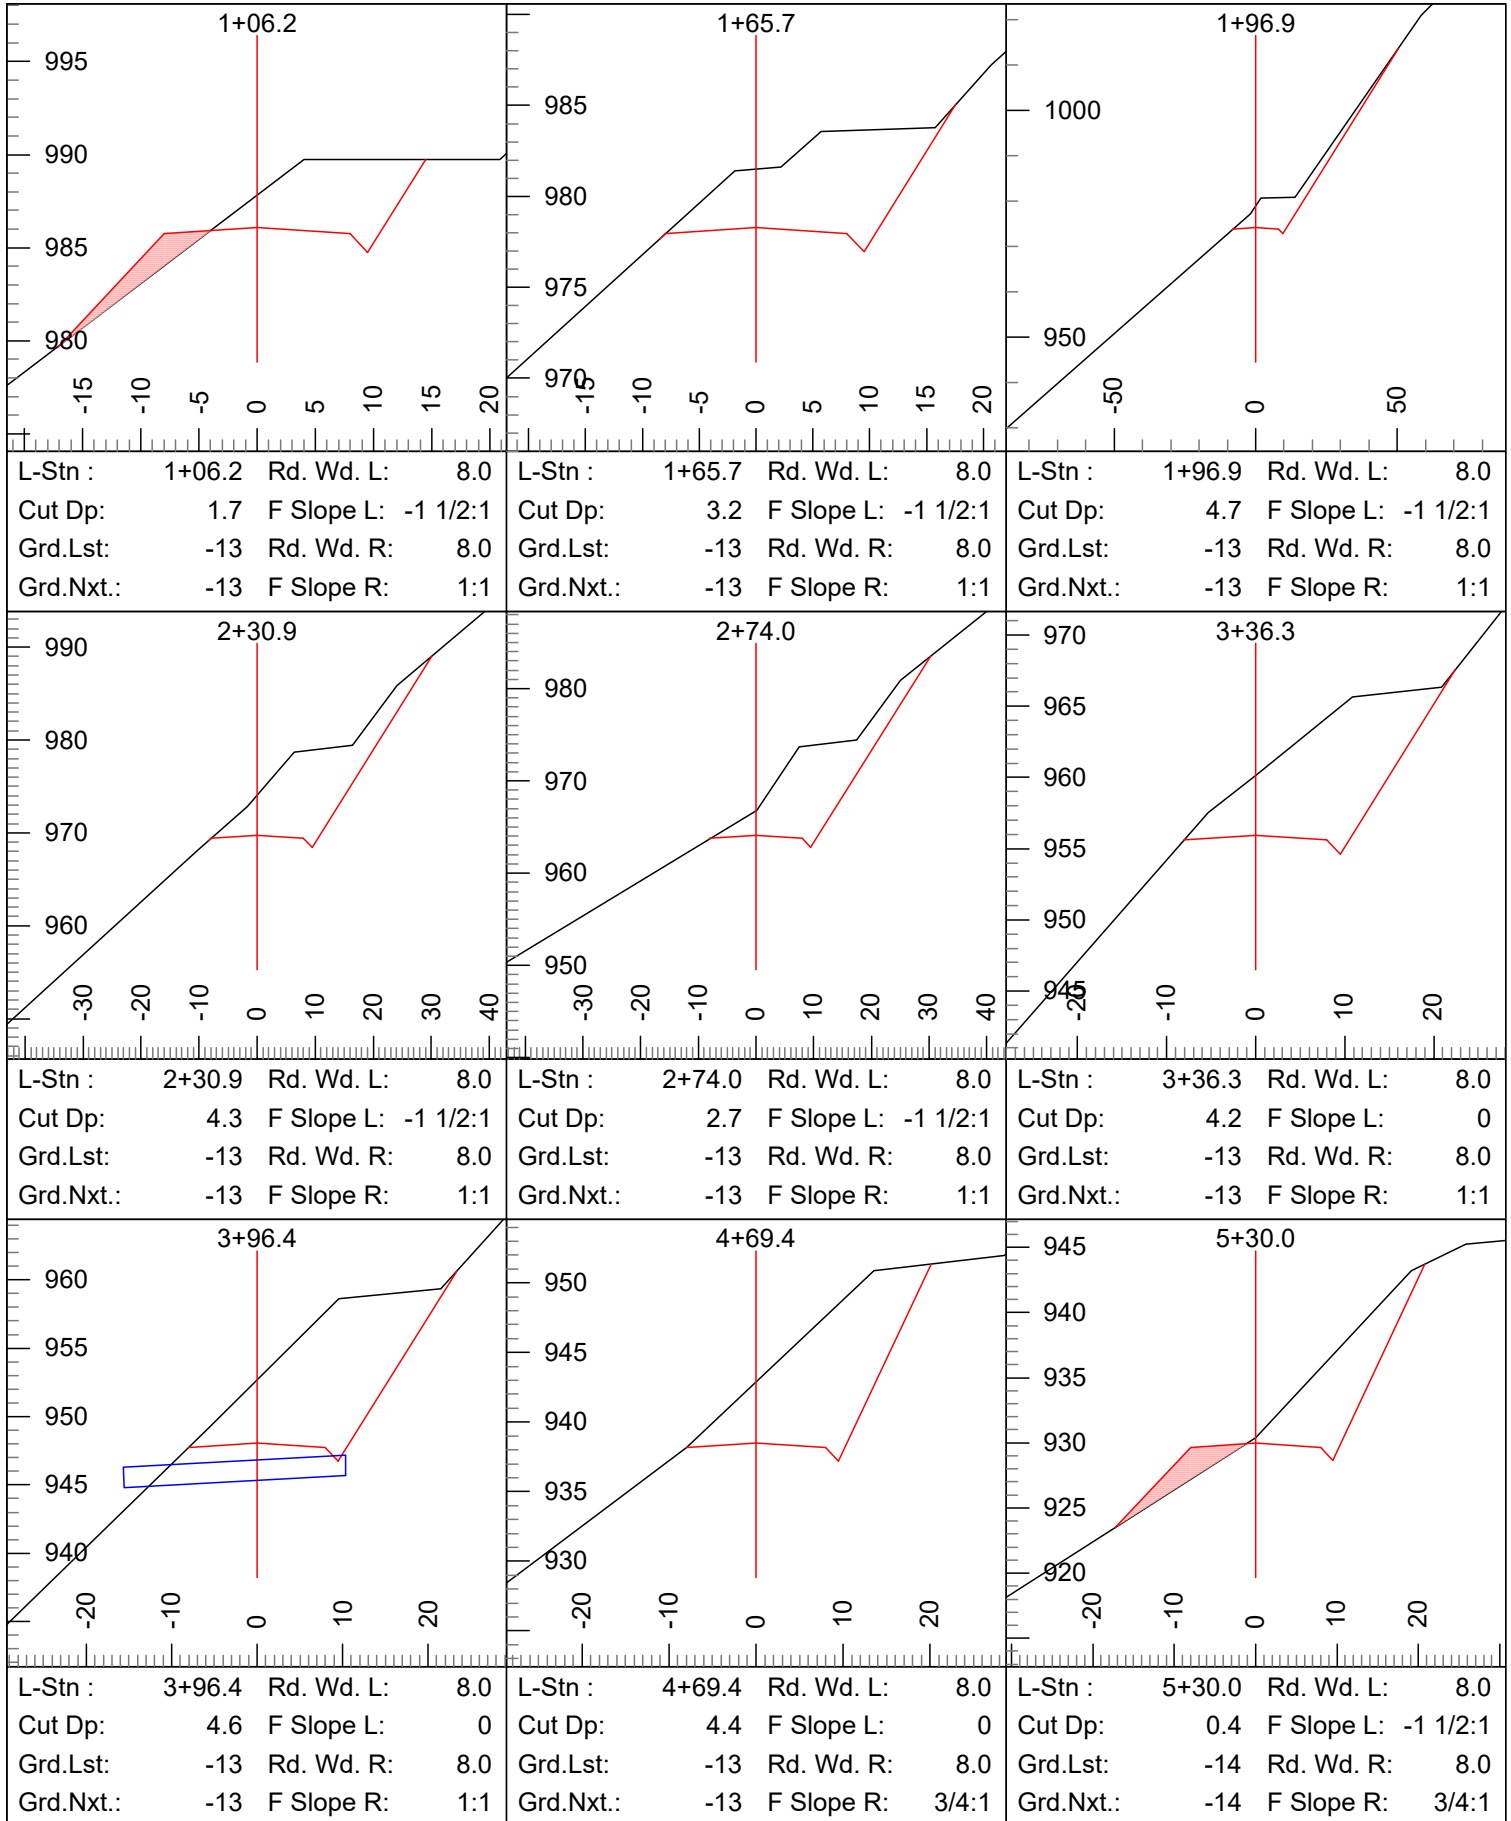 1+06.2
995
990
985
980
-15 -10 -5 0 5 10 15 20
L-Stn : 1+06.2 Rd. Wd. L: 8.0
Cut Dp: 1.7 F Slope L: -1 1/2:1
Grd.Lst: -13 Rd. Wd. R: 8.0
Grd.Nxt.: -13 F Slope R: 1:1
1+65.7
985
980
975
970
-15 -10 -5 0 5 10 15 20
L-Stn : 1+65.7 Rd. Wd. L: 8.0
Cut Dp: 3.2 F Slope L: -1 1/2:1
Grd.Lst: -13 Rd. Wd. R: 8.0
Grd.Nxt.: -13 F Slope R: 1:1
1+96.9
1000
950
-50 0 50
L-Stn : 1+96.9 Rd. Wd. L: 8.0
Cut Dp: 4.7 F Slope L: -1 1/2:1
Grd.Lst: -13 Rd. Wd. R: 8.0
Grd.Nxt.: -13 F Slope R: 1:1
2+30.9
990
980
970
960
-30 -20 -10 0 10 20 30 40
L-Stn : 2+30.9 Rd. Wd. L: 8.0
Cut Dp: 4.3 F Slope L: -1 1/2:1
Grd.Lst: -13 Rd. Wd. R: 8.0
Grd.Nxt.: -13 F Slope R: 1:1
2+74.0
980
970
960
950
-30 -20 -10 0 10 20 30 40
L-Stn : 2+74.0 Rd. Wd. L: 8.0
Cut Dp: 2.7 F Slope L: -1 1/2:1
Grd.Lst: -13 Rd. Wd. R: 8.0
Grd.Nxt.: -13 F Slope R: 1:1
3+36.3
970
965
960
955
950
945
-20 -10 0 10 20
L-Stn : 3+36.3 Rd. Wd. L: 8.0
Cut Dp: 4.2 F Slope L: 0
Grd.Lst: -13 Rd. Wd. R: 8.0
Grd.Nxt.: -13 F Slope R: 1:1
3+96.4
960
955
950
945
940
-20 -10 0 10 20
L-Stn : 3+96.4 Rd. Wd. L: 8.0
Cut Dp: 4.6 F Slope L: 0
Grd.Lst: -13 Rd. Wd. R: 8.0
Grd.Nxt.: -13 F Slope R: 1:1
4+69.4
950
945
940
935
930
-20 -10 0 10 20
L-Stn : 4+69.4 Rd. Wd. L: 8.0
Cut Dp: 4.4 F Slope L: 0
Grd.Lst: -13 Rd. Wd. R: 8.0
Grd.Nxt.: -13 F Slope R: 3/4:1
5+30.0
945
940
935
930
925
920
-20 -10 0 10 20
L-Stn : 5+30.0 Rd. Wd. L: 8.0
Cut Dp: 0.4 F Slope L: -1 1/2:1
Grd.Lst: -14 Rd. Wd. R: 8.0
Grd.Nxt.: -14 F Slope R: 3/4:1